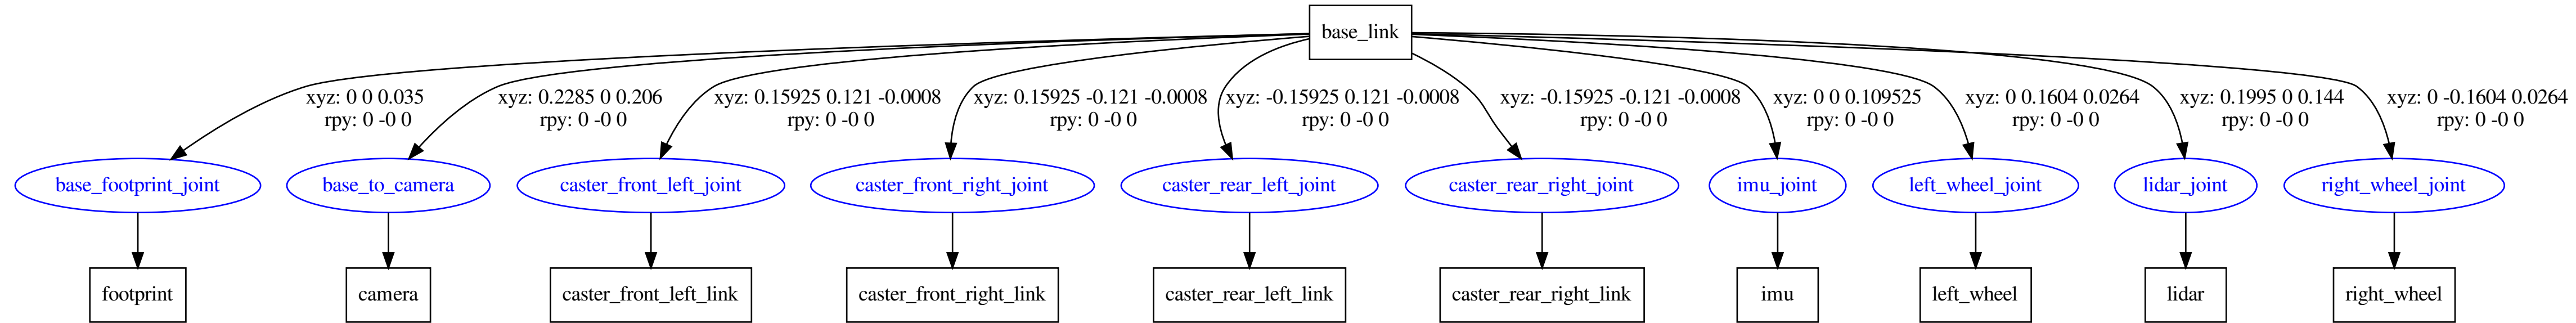 base_link
xyz: 0 0 0.035
rpy: 0 -0 0
xyz: 0.2285 0 0.206
rpy: 0 -0 0
xyz: 0.15925 0.121 -0.0008
rpy: 0 -0 0
xyz: 0.15925 -0.121 -0.0008
rpy: 0 -0 0
xyz: -0.15925 0.121 -0.0008
rpy: 0 -0 0
xyz: -0.15925 -0.121 -0.0008
rpy: 0 -0 0
xyz: 0 0 0.109525
rpy: 0 -0 0
xyz: 0 0.1604 0.0264
rpy: 0 -0 0
xyz: 0.1995 0 0.144
rpy: 0 -0 0
xyz: 0 -0.1604 0.0264
rpy: 0 -0 0
base_footprint_joint
base_to_camera
caster_front_left_joint
caster_front_right_joint
caster_rear_left_joint
caster_rear_right_joint
imu_joint
left_wheel_joint
lidar_joint
right_wheel_joint
footprint
camera
caster_front_left_link
caster_front_right_link
caster_rear_left_link
caster_rear_right_link
imu
left_wheel
lidar
right_wheel